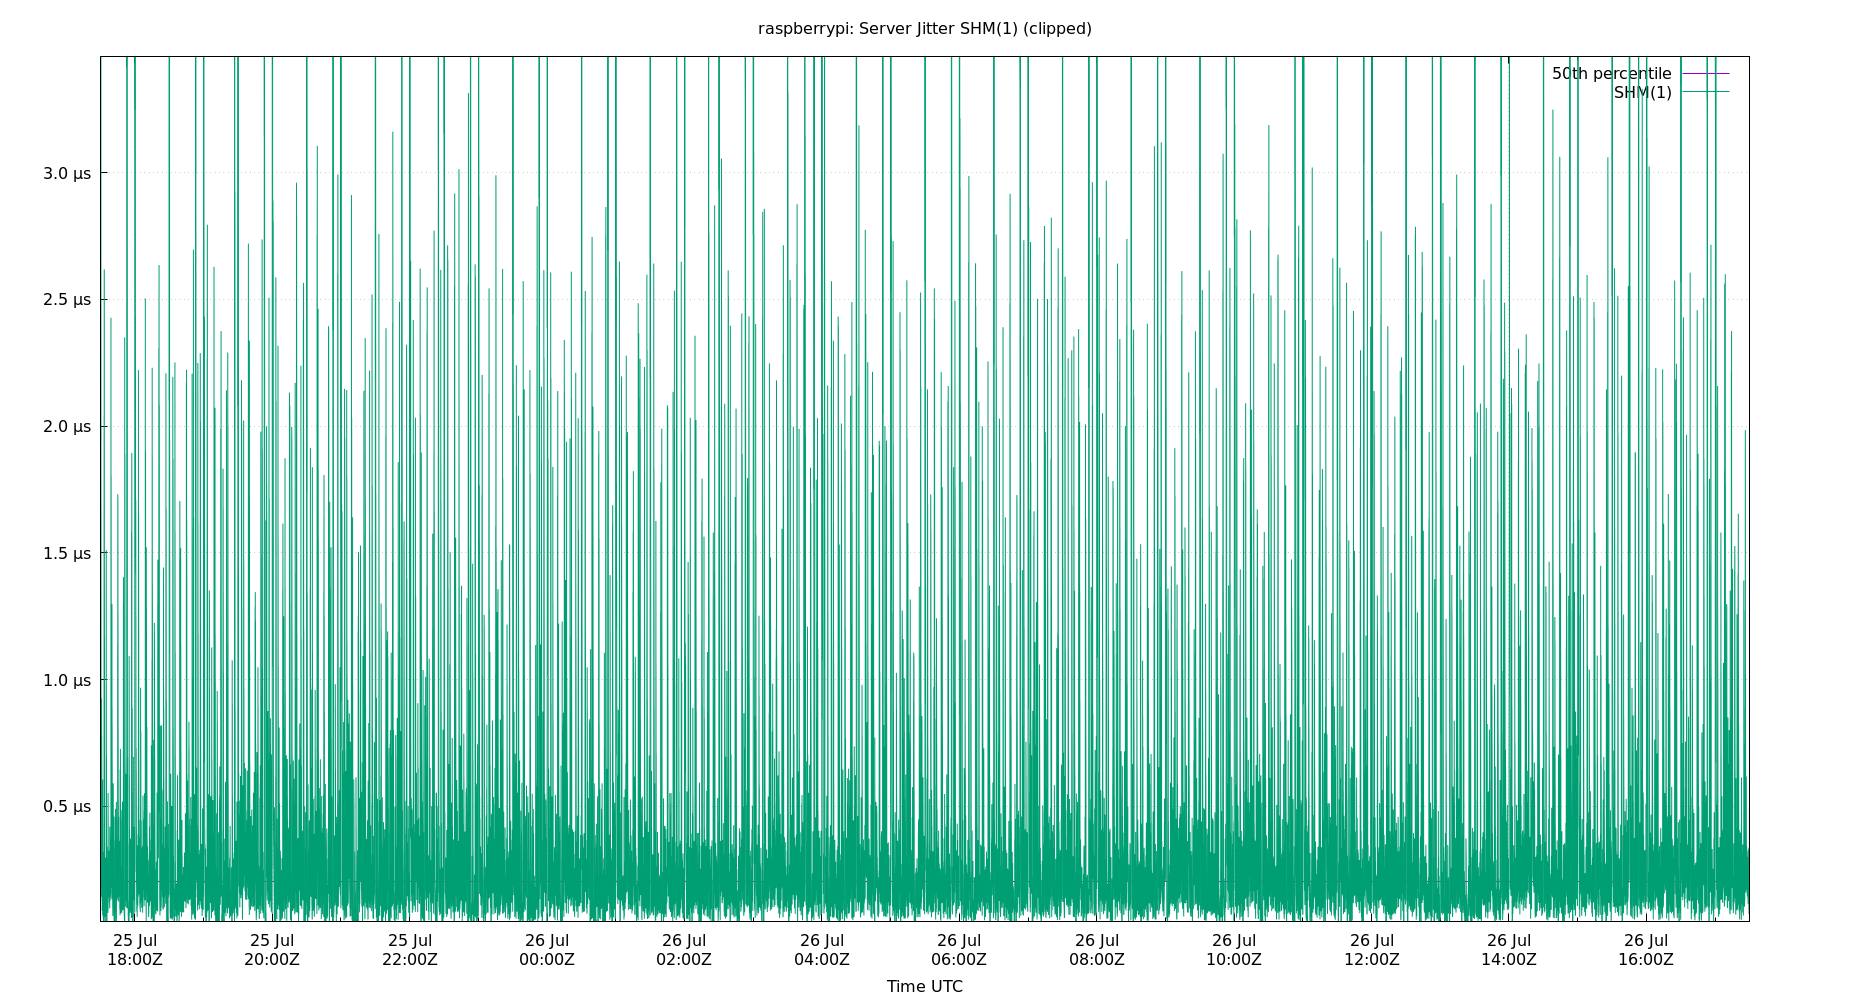 raspberrypi: Server Jitter SHM(1) (clipped)
50th percentile
SHM(1)
3.0 µs
2.5 µs
2.0 µs
1.5 µs
1.0 µs
0.5 µs
25 Jul 25 Jul 25 Jul 26 Jul 26 Jul 26 Jul 26 Jul 26 Jul 26 Jul 26 Jul 26 Jul 26 Jul
18:00Z 20:00Z 22:00Z 00:00Z 02:00Z 04:00Z 06:00Z 08:00Z 10:00Z 12:00Z 14:00Z 16:00Z
Time UTC